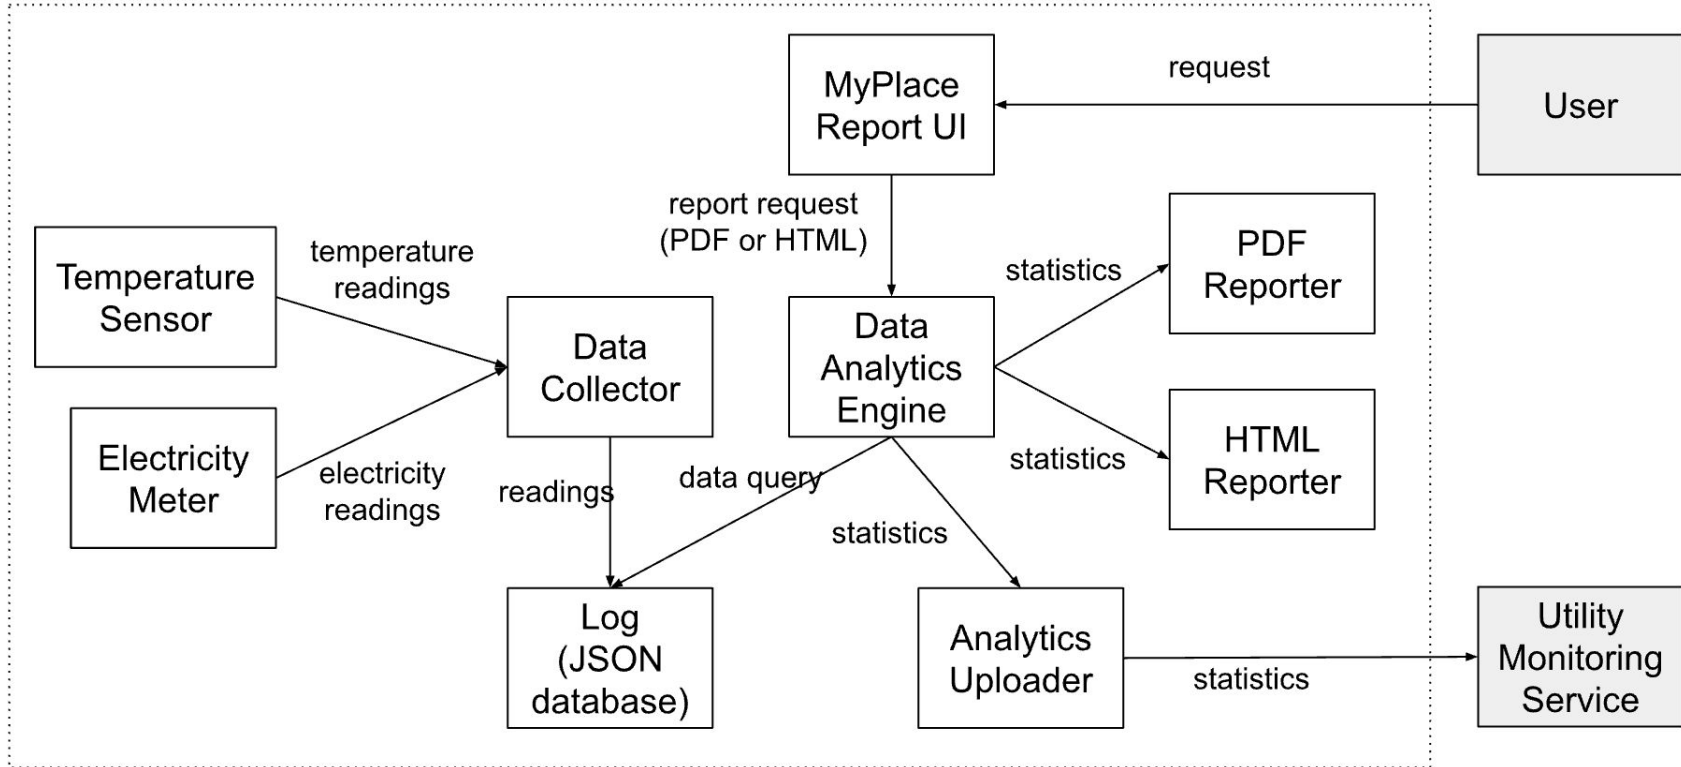 MyPlace
Report UI
request
User
report request
(PDF or HTML)
PDF
Reporter
statistics
Temperature
Sensor
temperature
readings
Data
Collector
Data
Analytics
Engine
HTML
Reporter
statistics
Electricity
Meter
electricity
readings
readings
data query
statistics
Log
(JSON
database)
Analytics
Uploader
statistics
Utility
Monitoring
Service